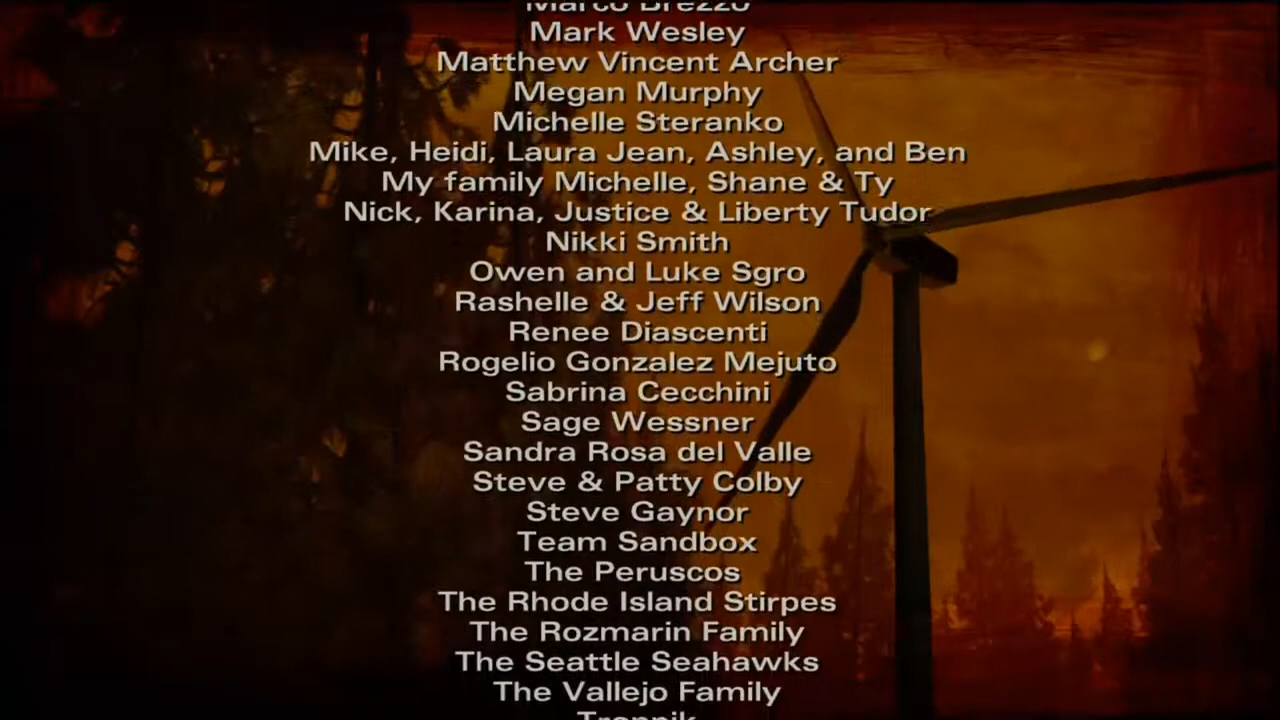 Marco Brezzo
Mark Wesley
Matthew Vincent Archer
Megan Murphy
Michelle Steranko
Mike, Heidi, Laura Jean, Ashley, and Ben
My family Michelle, Shane & Ty
Nick, Karina, Justice & Liberty Tudor
Nikki Smith
Owen and Luke Sgro
Rashelle & Jeff Wilson
Renee Diascenti
Rogelio Gonzalez Mejuto
Sabrina Cecchini
Sage Wessner
Sandra Rosa del Valle
Steve & Patty Colby
Steve Gaynor
Team Sandbox
The Peruscos
The Rhode Island Stirpes
The Rozmarin Family
The Seattle Seahawks
The Vallejo Family